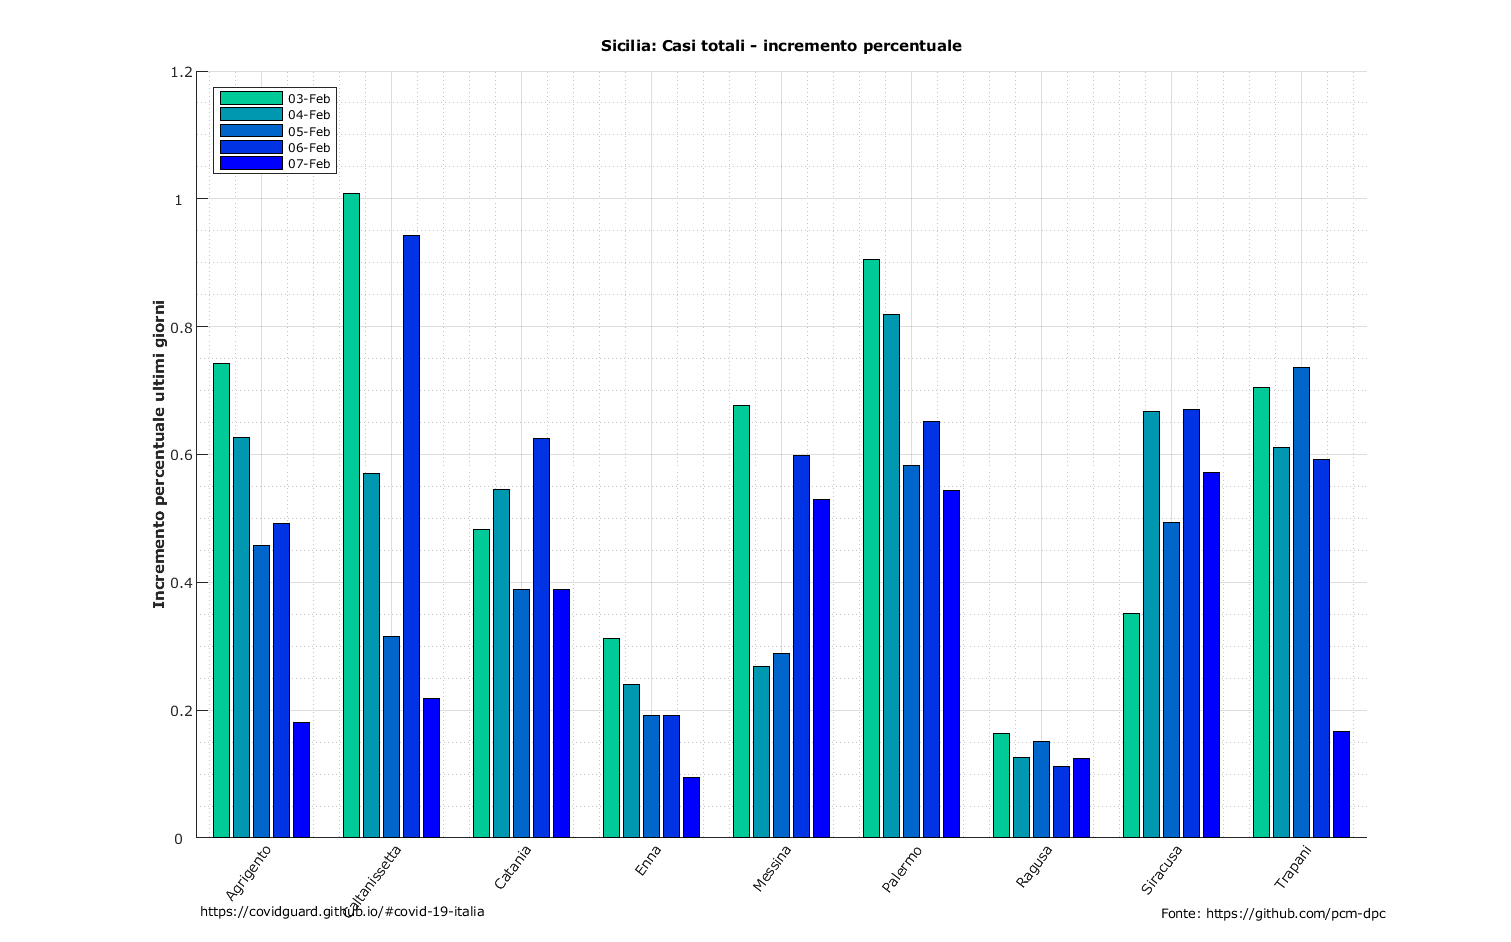 Sicilia: Casi totali - incremento percentuale
1.2
1
0.8
0.6
0.4
0.2
0
Incremento percentuale ultimi giorni
03-Feb
04-Feb
05-Feb
06-Feb
07-Feb
Agrigento
Caltanissetta
Catania
Enna
Messina
Palermo
Ragusa
Siracusa
Trapani
https://covidguard.github.io/#covid-19-italia
Fonte: https://github.com/pcm-dpc